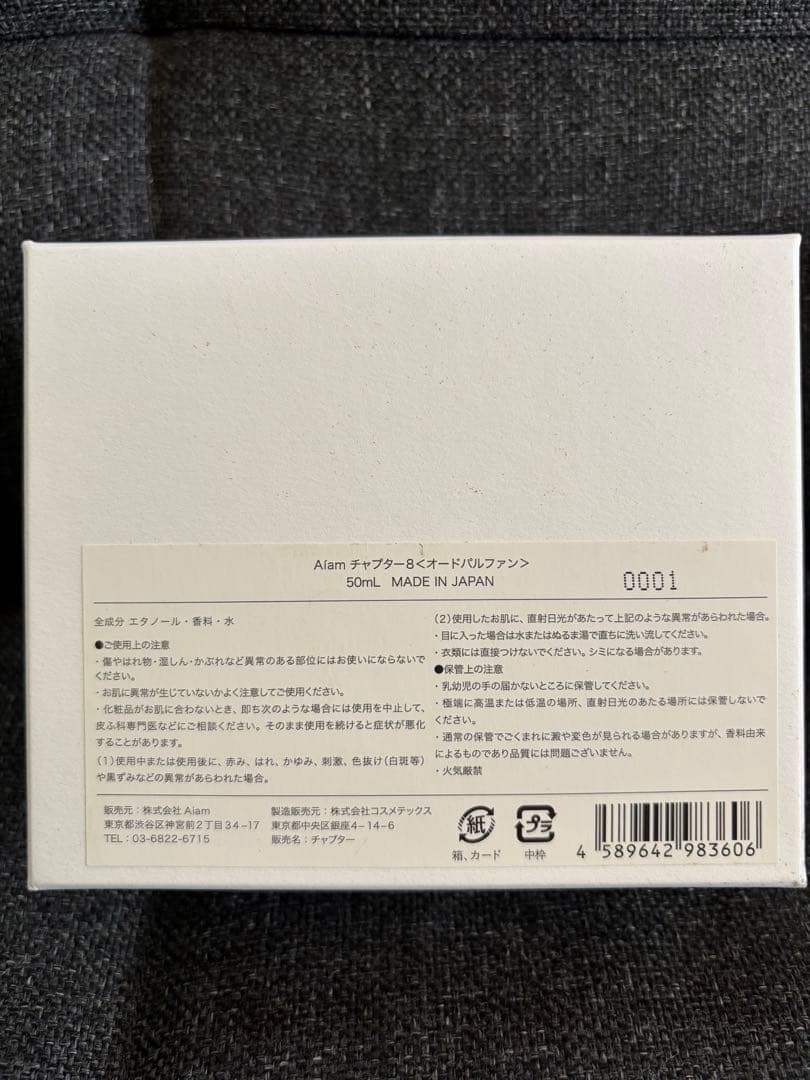 Aíam チャプター8＜オードパルファン＞
50mL MADE IN JAPAN
0001
全成分 エタノール・香料・水
●ご使用上の注意
・傷やはれ物・湿しん・かぶれなど異常のある部位にはお使いにならないで
ください。
・お肌に異常が生じていないかよく注意してご使用ください。
・化粧品がお肌に合わないとき、即ち次のような場合には使用を中止して、
皮ふ科専門医などにご相談ください。そのまま使用を続けると症状が悪化
することがあります。
（1）使用中または使用後に、赤み、はれ、かゆみ、刺激、色抜け（白斑等）
や黒ずみなどの異常があらわれた場合。
（2）使用したお肌に、直射日光があたって上記のような異常があらわれた場合。
・目に入った場合は水またはぬるま湯で直ちに洗い流してください。
・衣類には直接つけないでください。シミになる場合があります。
●保管上の注意
・乳幼児の手の届かないところに保管してください。
・極端に高温または低温の場所、直射日光のあたる場所には保管しないで
ください。
・通常の保管でごくまれに澱や変色が見られる場合がありますが、香料由来
によるものであり品質には問題ございません。
・火気厳禁
販売元：株式会社 Aiam
東京都渋谷区神宮前2丁目34-17
TEL：03-6822-6715
製造販売元：株式会社コスメテックス
東京都中央区銀座4-14-6
販売名：チャプター
紙
箱、カード
プラ
中枠
4 589642 983606